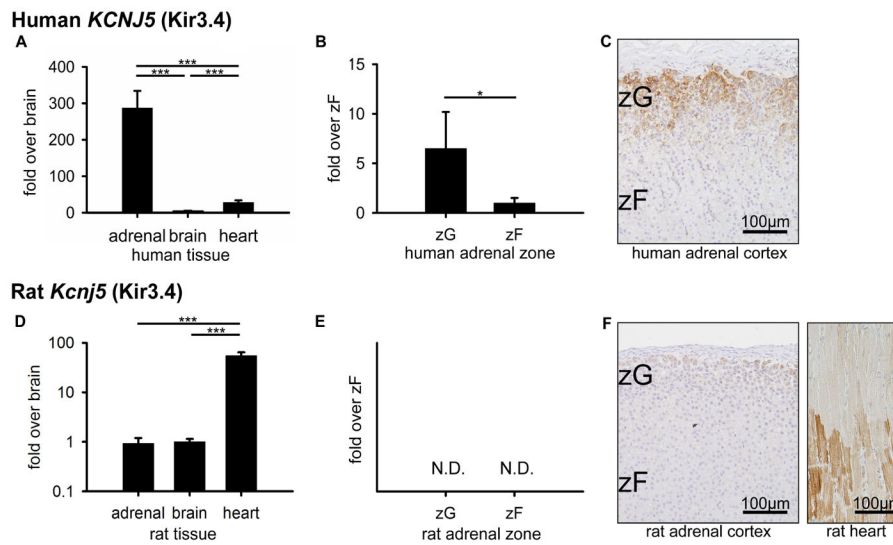 Human KCNJ5 (Kir3.4)
A
***
*** ***
400
300
200
100
0
fold over brain
adrenal brain heart
human tissue
B
*
15
10
5
0
fold over zF
zG zF
human adrenal zone
C
zG
zF
100µm
human adrenal cortex
Rat Kcnj5 (Kir3.4)
D
***
***
100
10
1
0.1
fold over brain
adrenal brain heart
rat tissue
E
fold over zF
N.D. N.D.
zG zF
rat adrenal zone
F
zG
zF
100µm
rat adrenal cortex
100µm
rat heart